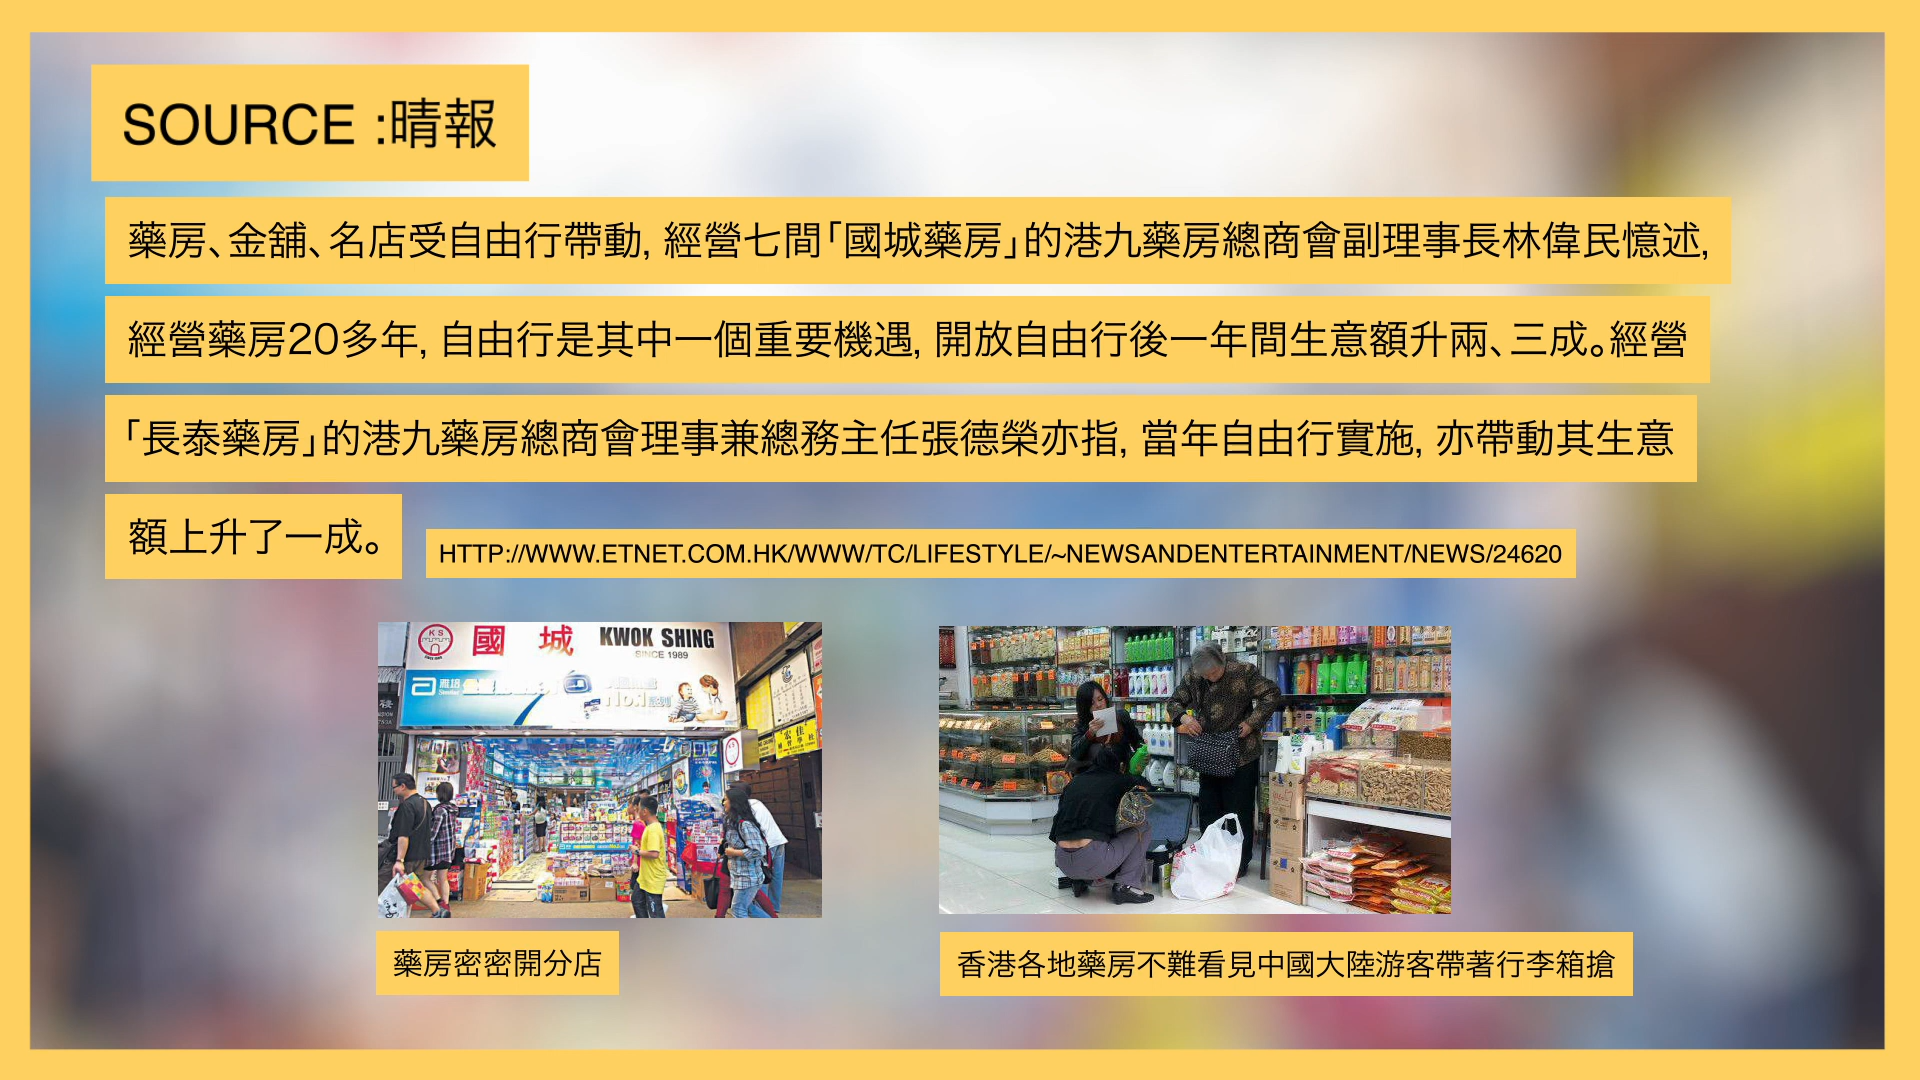 SOURCE :晴報
藥房、金舖、名店受自由行帶動, 經營七間「國城藥房」的港九藥房總商會副理事長林偉民憶述,
經營藥房20多年, 自由行是其中一個重要機遇, 開放自由行後一年間生意額升兩、三成。經營
「長泰藥房」的港九藥房總商會理事兼總務主任張德榮亦指, 當年自由行實施, 亦帶動其生意
額上升了一成。
HTTP://WWW.ETNET.COM.HK/WWW/TC/LIFESTYLE/~NEWSANDENTERTAINMENT/NEWS/24620
KS
國城 KWOK SHING
SINCE 1989
雅培
藥房密密開分店
香港各地藥房不難看見中國大陸游客帶著行李箱搶